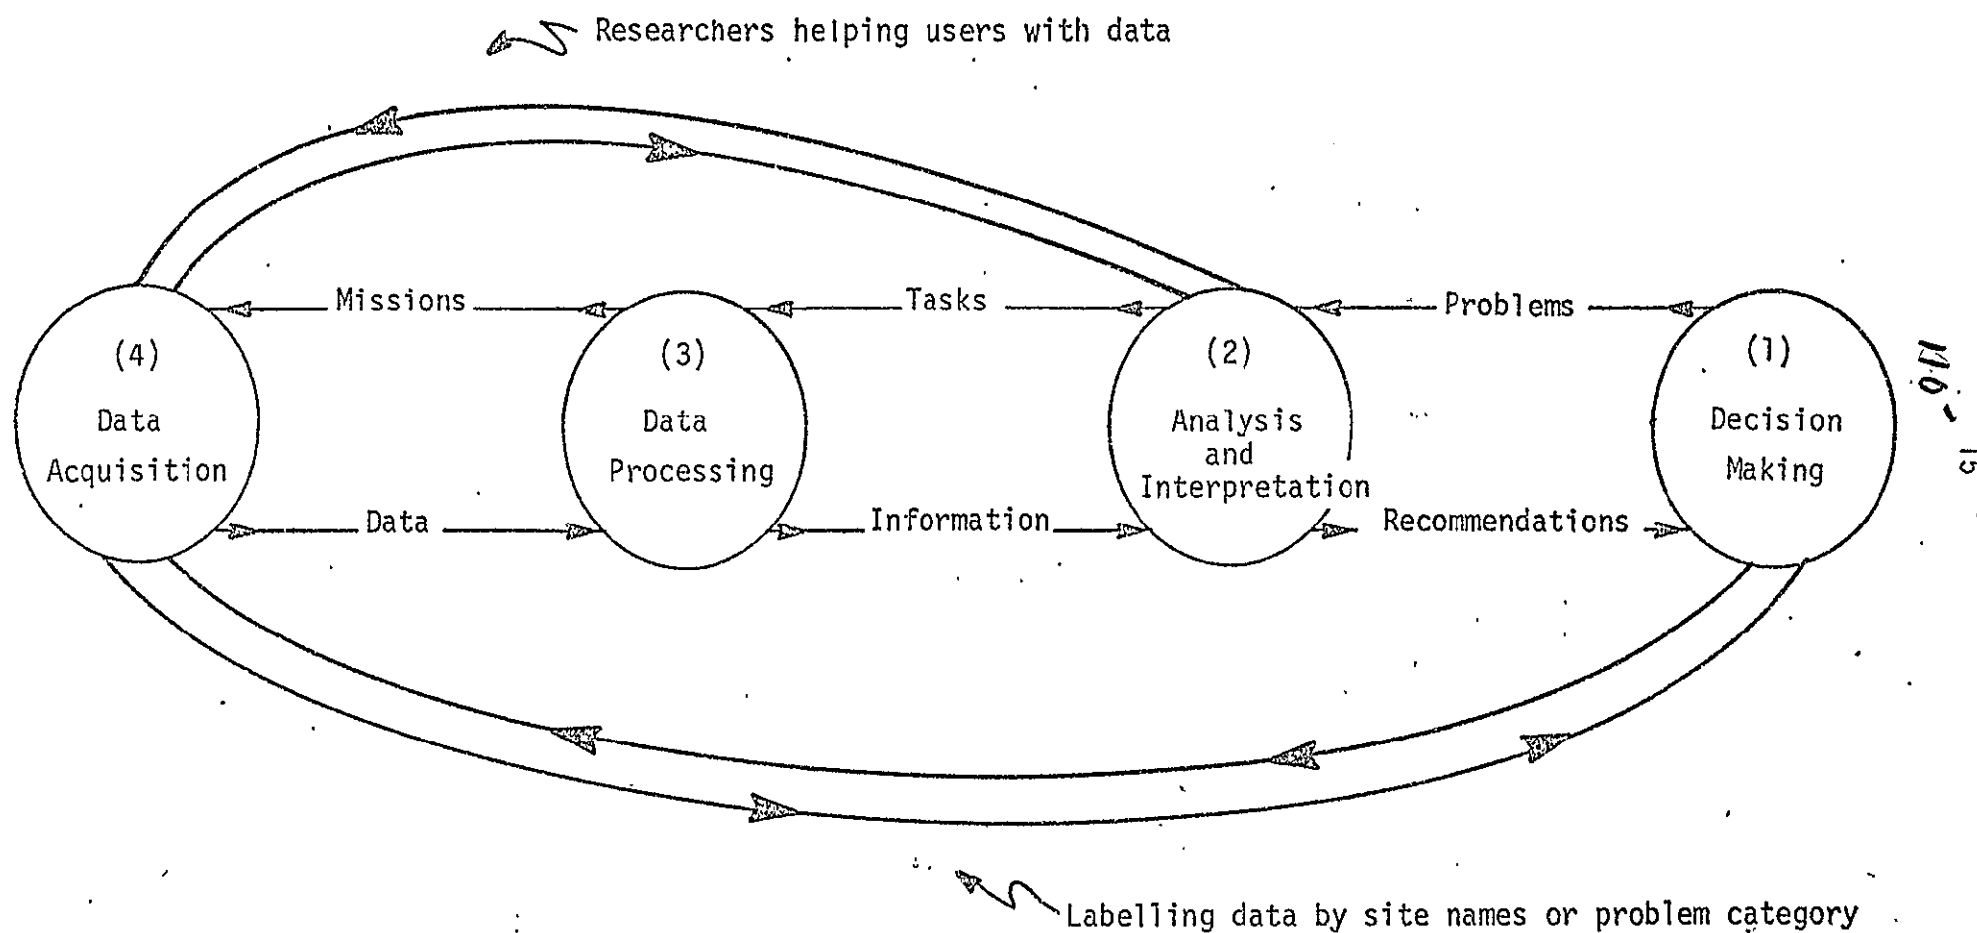 Researchers helping users with data
Missions
Tasks
Problems
(4)
Data
Acquisition
(3)
Data
Processing
(2)
Analysis
and
Interpretation
(1)
Decision
Making
Data
Information
Recommendations
15
Labelling data by site names or problem category